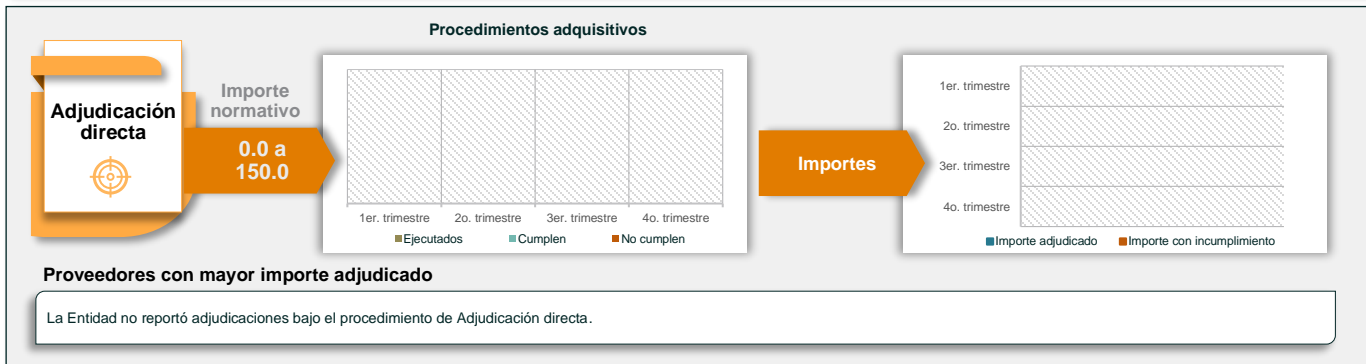 Procedimientos adquisitivos
Adjudicación
directa
Importe
normativo
0.0 a
150.0
1er. trimestre 2o. trimestre 3er. trimestre 4o. trimestre
Ejecutados Cumplen No cumplen
Importes
1er. trimestre
2o. trimestre
3er. trimestre
4o. trimestre
Importe adjudicado Importe con incumplimiento
Proveedores con mayor importe adjudicado
La Entidad no reportó adjudicaciones bajo el procedimiento de Adjudicación directa.